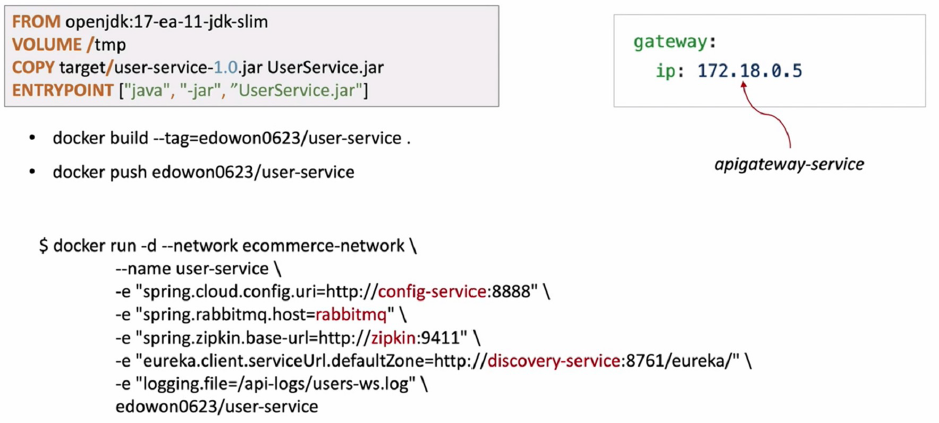 FROM openjdk:17-ea-11-jdk-slim
VOLUME /tmp
COPY target/user-service-1.0.jar UserService.jar
ENTRYPOINT ["java", "-jar", ”UserService.jar"]
gateway:
ip: 172.18.0.5
apigateway-service
• docker build --tag=edowon0623/user-service .
• docker push edowon0623/user-service
$ docker run -d --network ecommerce-network \
--name user-service \
-e "spring.cloud.config.uri=http://config-service:8888" \
-e "spring.rabbitmq.host=rabbitmq" \
-e "spring.zipkin.base-url=http://zipkin:9411" \
-e "eureka.client.serviceUrl.defaultZone=http://discovery-service:8761/eureka/" \
-e "logging.file=/api-logs/users-ws.log" \
edowon0623/user-service